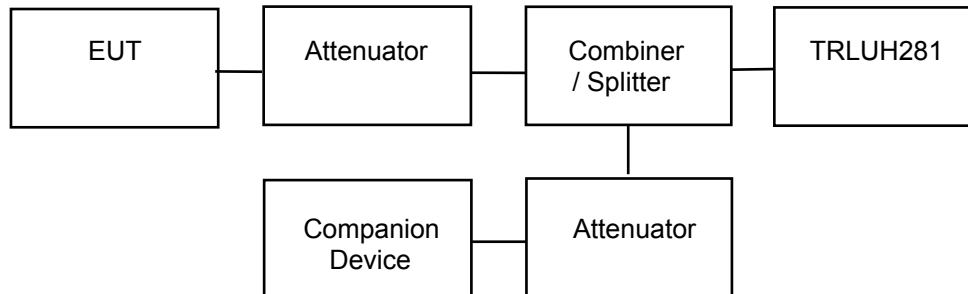 EUT
Attenuator
Combiner
/ Splitter
TRLUH281
Companion
Device
Attenuator